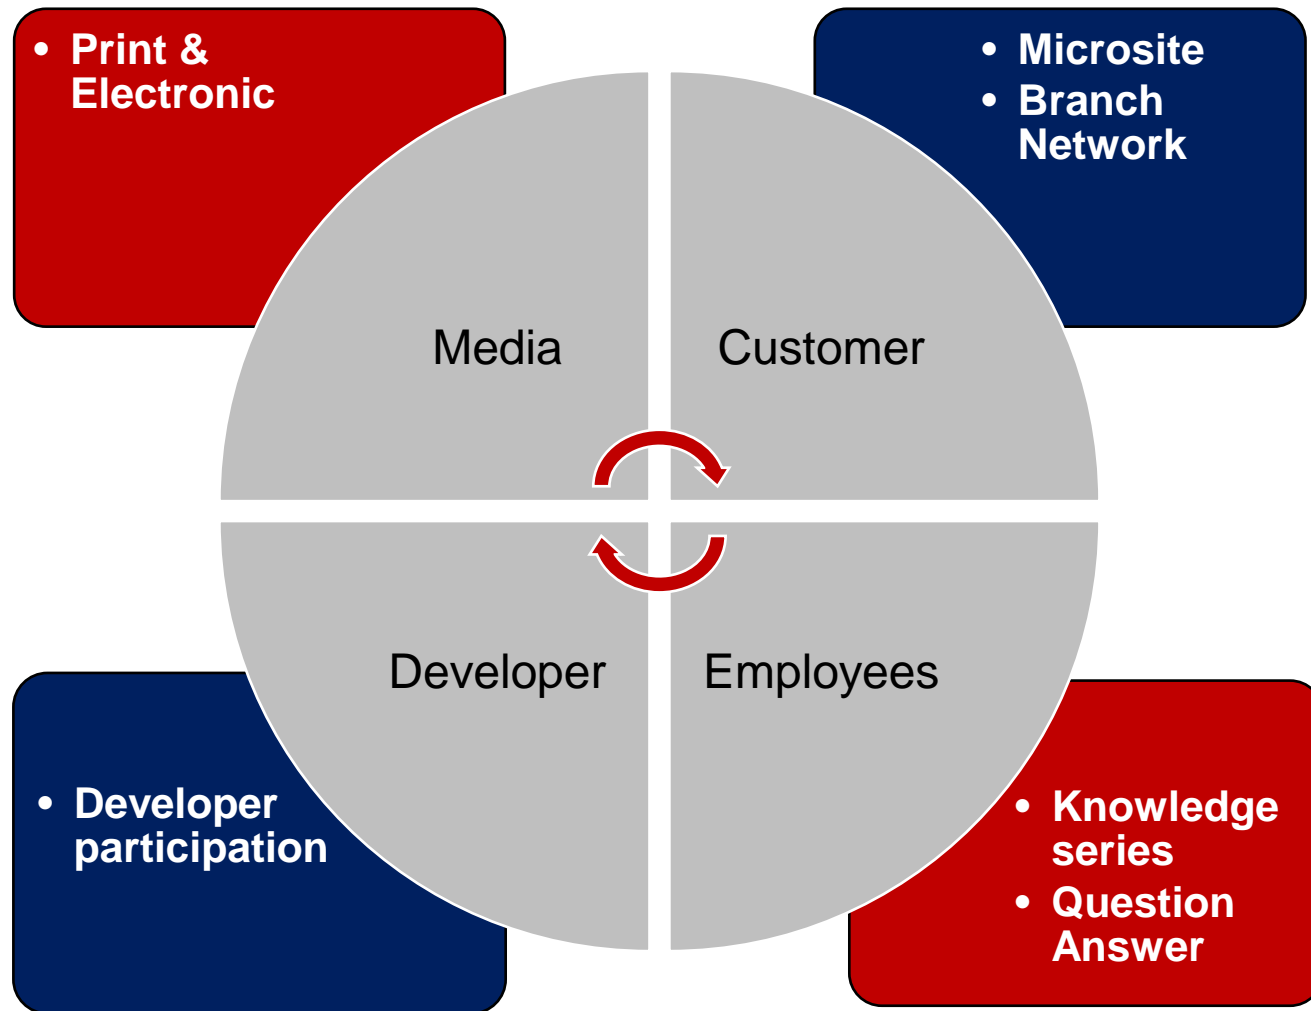 • Print &
Electronic
• Microsite
• Branch
Network
Media
Customer
Developer
Employees
• Developer
participation
• Knowledge
series
• Question
Answer